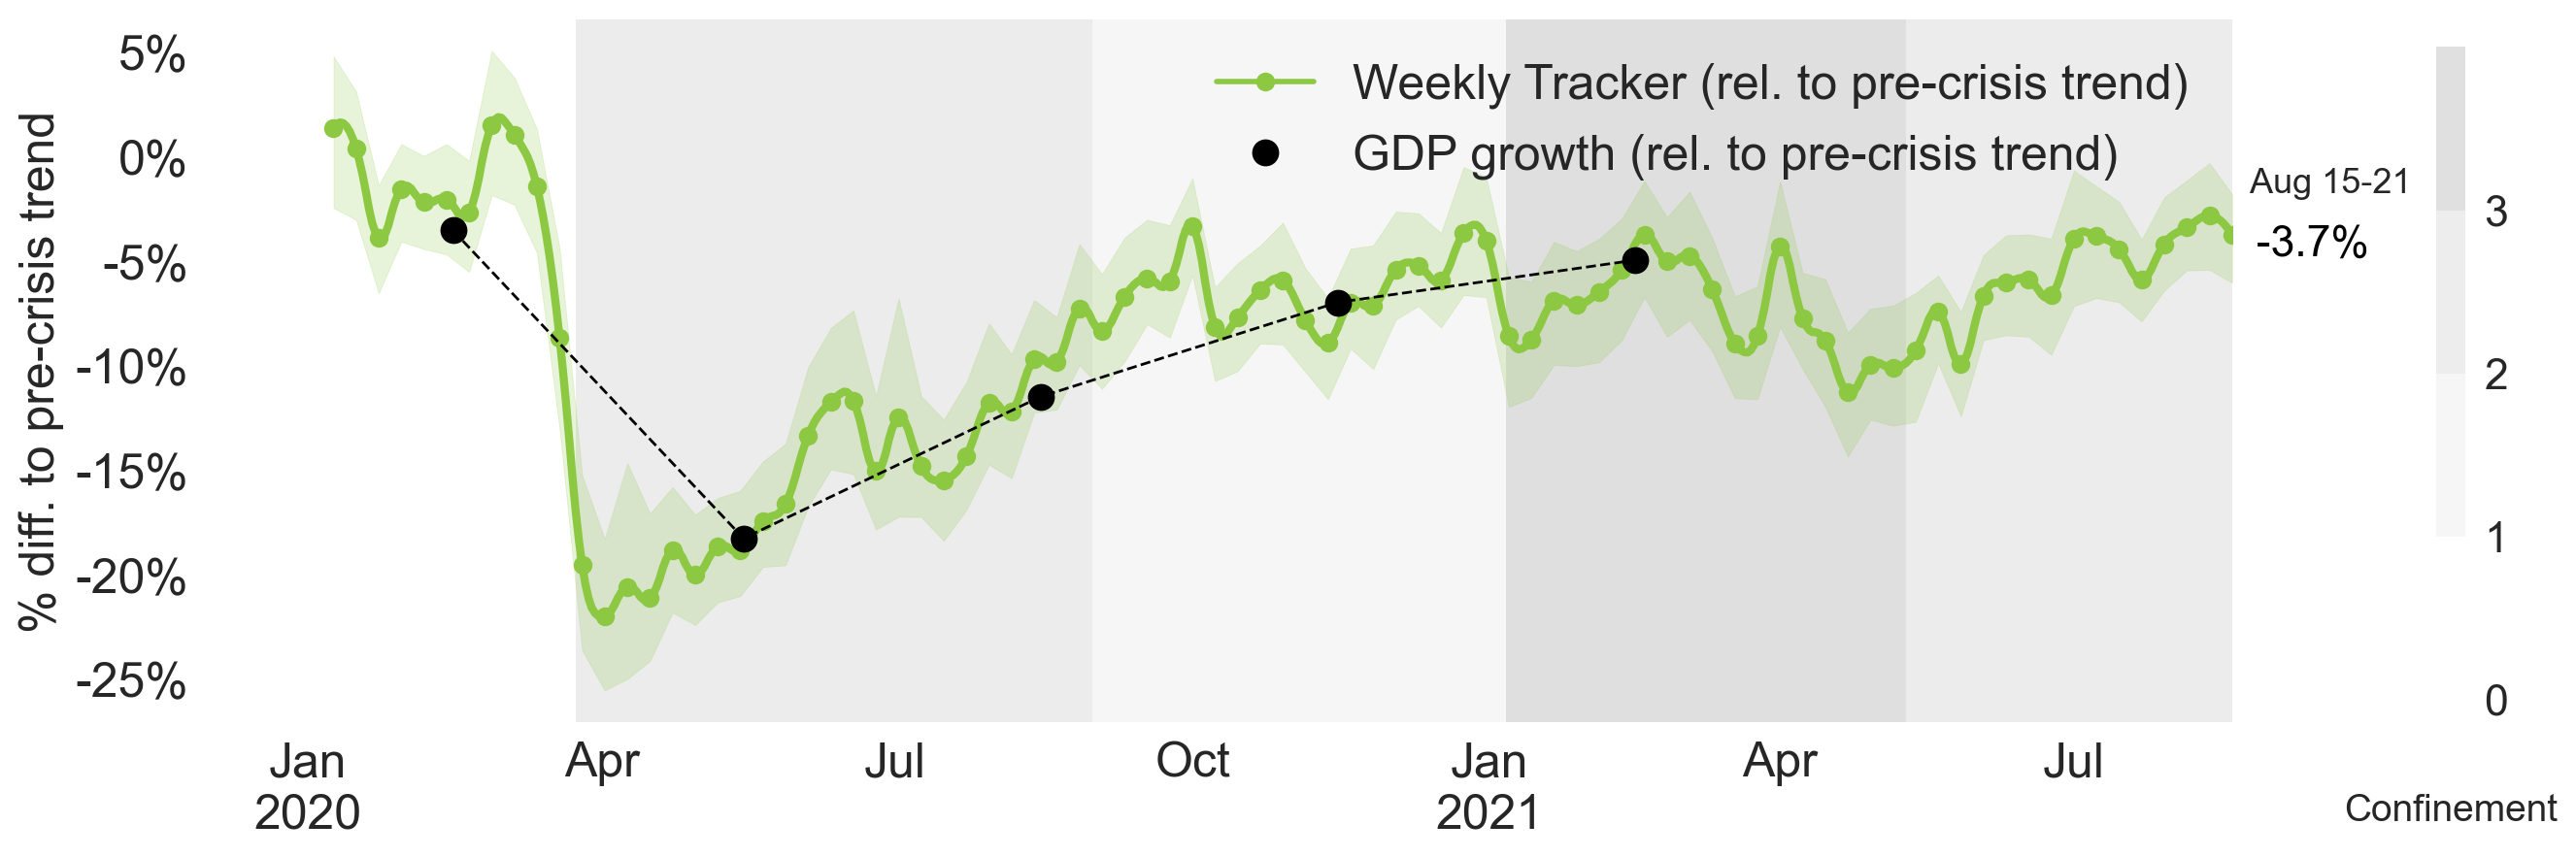 % diff. to pre-crisis trend
5%
0%
-5%
-10%
-15%
-20%
-25%
Weekly Tracker (rel. to pre-crisis trend)
GDP growth (rel. to pre-crisis trend)
Aug 15-21
-3.7%
3
2
1
0
Jan Apr Jul Oct Jan Apr Jul
2020 2021
Confinement